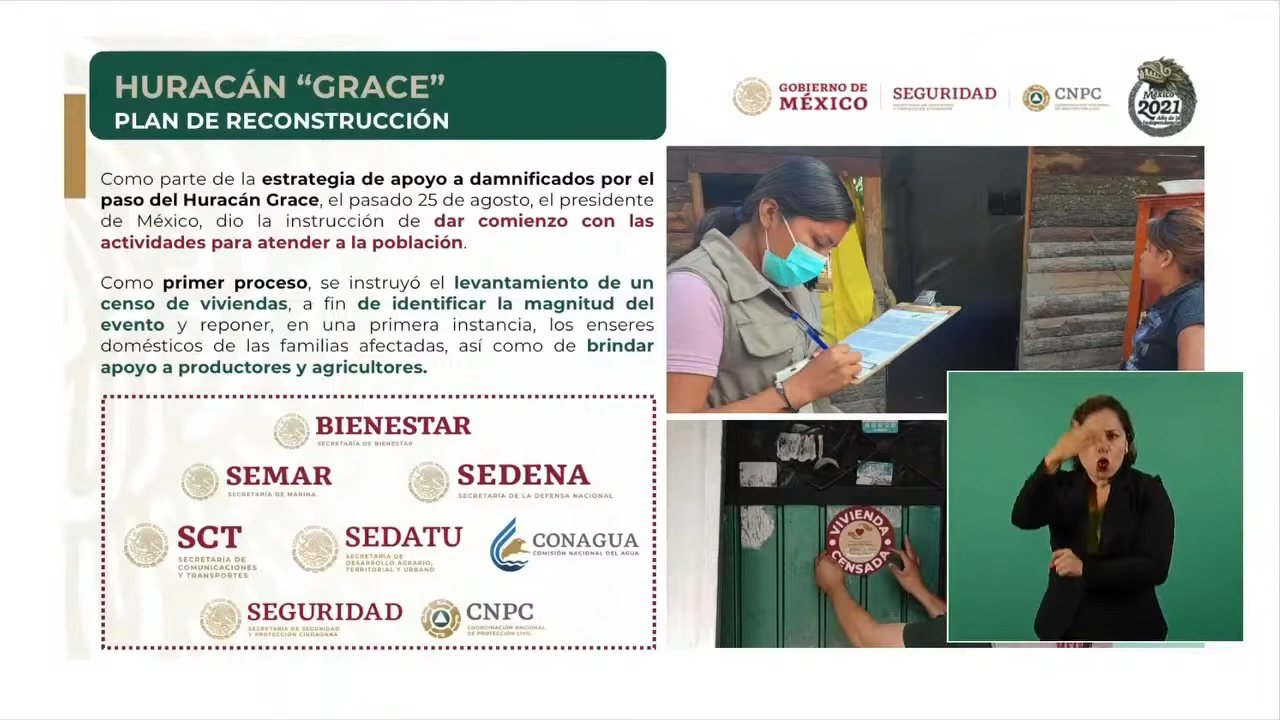 HURACÁN “GRACE”
PLAN DE RECONSTRUCCIÓN
GOBIERNO DE
MÉXICO
SEGURIDAD
CNPC
México
2021
Año de la
Independencia
Como parte de la estrategia de apoyo a damnificados por el
paso del Huracán Grace, el pasado 25 de agosto, el presidente
de México, dio la instrucción de dar comienzo con las
actividades para atender a la población.
Como primer proceso, se instruyó el levantamiento de un
censo de viviendas, a fin de identificar la magnitud del
evento y reponer, en una primera instancia, los enseres
domésticos de las familias afectadas, así como de brindar
apoyo a productores y agricultores.
BIENESTAR
SECRETARÍA DE BIENESTAR
SEMAR
SECRETARÍA DE MARINA
SEDENA
SECRETARÍA DE LA DEFENSA NACIONAL
SCT
SECRETARÍA DE
COMUNICACIONES
Y TRANSPORTES
SEDATU
SECRETARÍA DE
DESARROLLO AGRARIO,
TERRITORIAL Y URBANO
CONAGUA
COMISIÓN NACIONAL DEL AGUA
SEGURIDAD
SECRETARÍA DE SEGURIDAD
Y PROTECCIÓN CIUDADANA
CNPC
COORDINACIÓN NACIONAL
DE PROTECCIÓN CIVIL
VIVIENDA
CENSADA